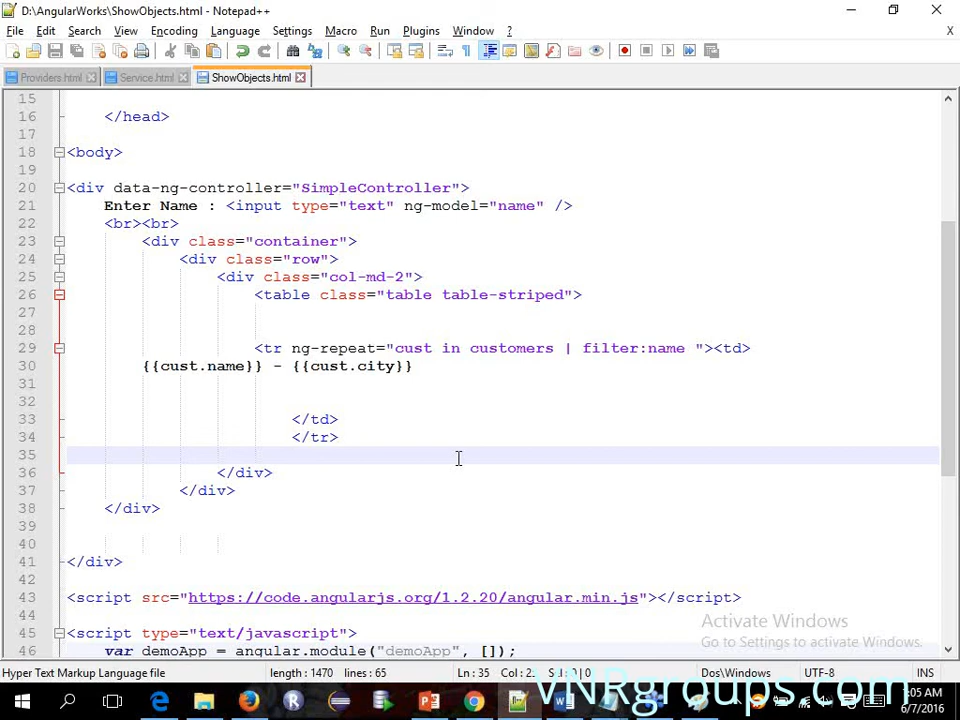 D:\AngularWorks\ShowObjects.html - Notepad++
File Edit Search View Encoding Language Settings Macro Run Plugins Window ? X
Providers.html Service.html ShowObjects.html
15
16 </head>
17
18 <body>
19
20 <div data-ng-controller="SimpleController">
21 Enter Name : <input type="text" ng-model="name" />
22 <br><br>
23 <div class="container">
24 <div class="row">
25 <div class="col-md-2">
26 <table class="table table-striped">
27
28
29 <tr ng-repeat="cust in customers | filter:name "><td>
30 {{cust.name}} - {{cust.city}}
31
32
33 </td>
34 </tr>
35
36 </div>
37 </div>
38 </div>
39
40
41 </div>
42
43 <script src="https://code.angularjs.org/1.2.20/angular.min.js"></script>
44
45 <script type="text/javascript">
46 var demoApp = angular.module("demoApp", []);
Activate Windows
Go to Settings to activate Windows.
Hyper Text Markup Language file length : 1470 lines : 65 Ln : 35 Dos\Windows UTF-8 INS
VNRgroups.com
:05 AM
6/7/2016